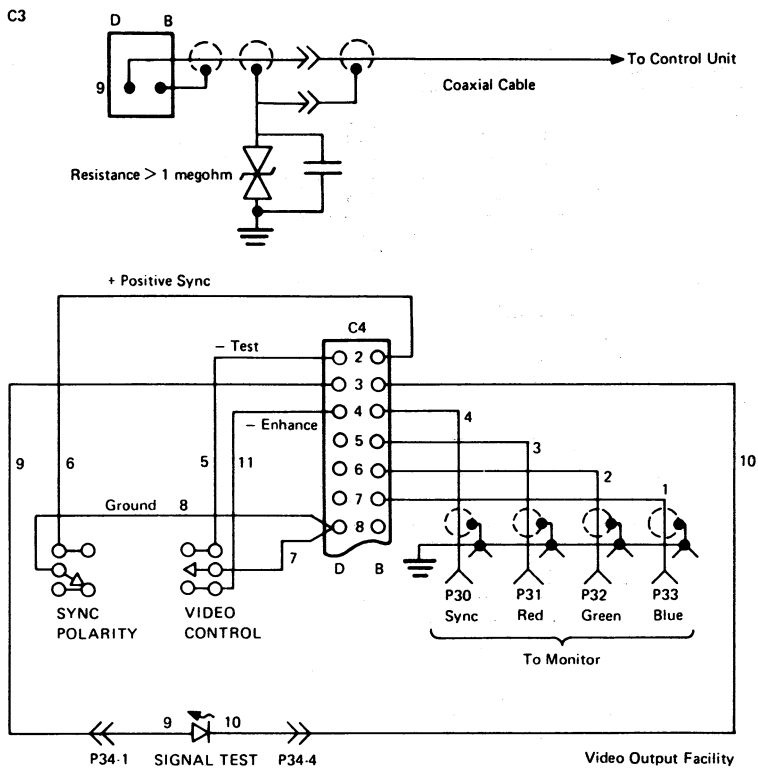 C3
D B
9
To Control Unit
Coaxial Cable
Resistance > 1 megohm
+ Positive Sync
C4
– Test
2
3
– Enhance
4
4
5
3
6
2
7
1
8
9
6
5
11
10
Ground 8
7
D B
SYNC
POLARITY
VIDEO
CONTROL
P30
Sync
P31
Red
P32
Green
P33
Blue
To Monitor
9 10
P34-1
SIGNAL TEST
P34-4
Video Output Facility